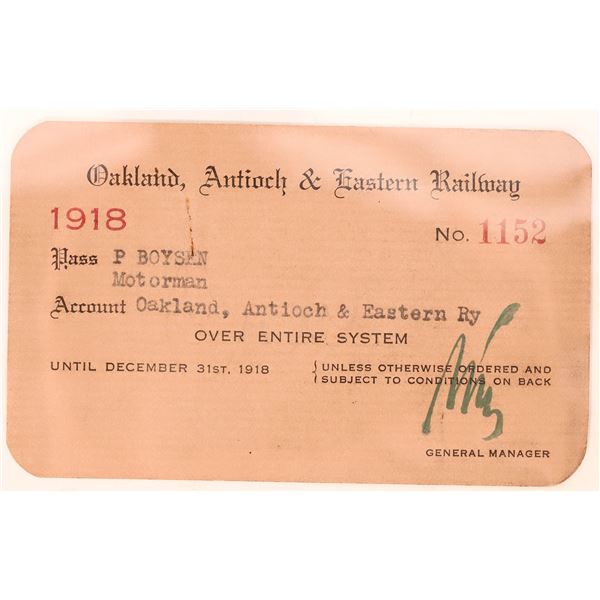 Oakland, Antioch & Eastern Railway
1918
No. 1152
Pass P BOYSEN
Motorman
Account Oakland, Antioch & Eastern Ry
OVER ENTIRE SYSTEM
UNTIL DECEMBER 31ST, 1918 { UNLESS OTHERWISE ORDERED AND
SUBJECT TO CONDITIONS ON BACK
GENERAL MANAGER